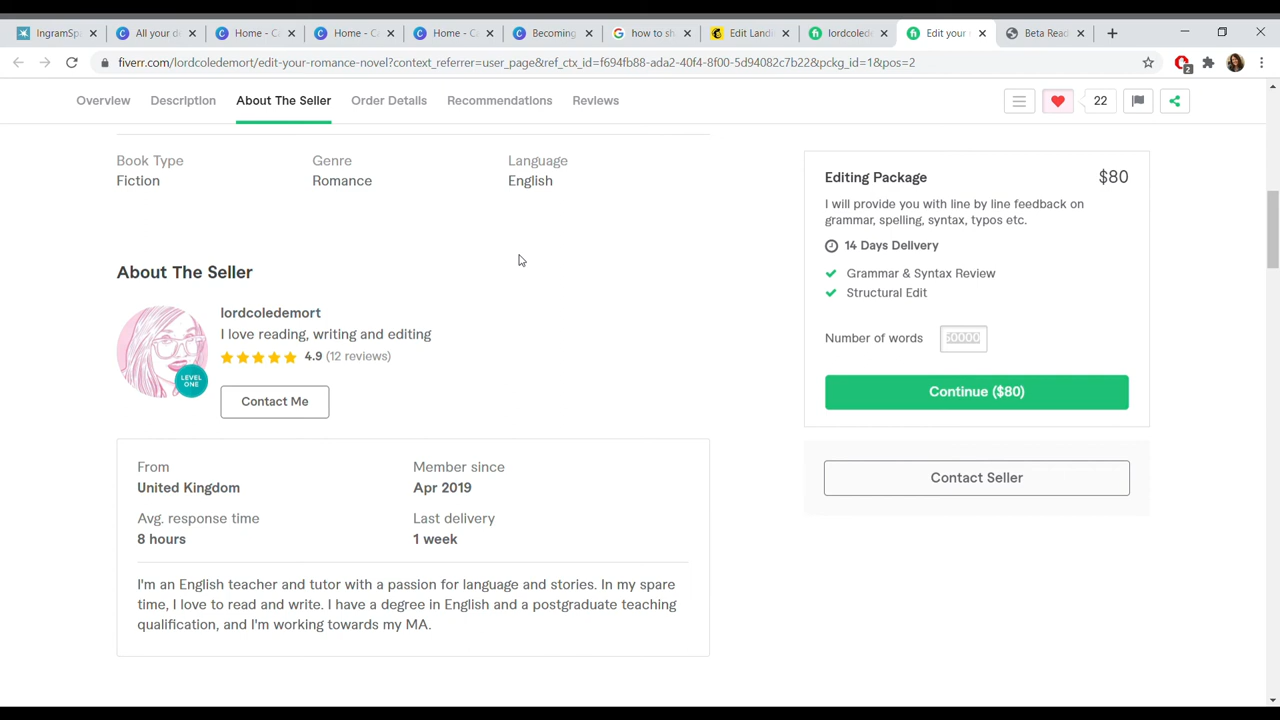 IngramSp
All your d
Home - C
Home - C
Home - C
Becoming
how to sh
Edit Landi
lordcolede
Edit your
Beta Read
fiverr.com/lordcoledemort/edit-your-romance-novel?context_referrer=user_page&ref_ctx_id=f694fb88-ada2-40f4-8f00-5d94082c7b22&pckg_id=1&pos=2
2
Overview
Description
About The Seller
Order Details
Recommendations
Reviews
22
Book Type
Genre
Language
Fiction
Romance
English
Editing Package
$80
I will provide you with line by line feedback on
grammar, spelling, syntax, typos etc.
14 Days Delivery
Grammar & Syntax Review
Structural Edit
Number of words
Continue ($80)
Contact Seller
About The Seller
lordcoledemort
I love reading, writing and editing
4.9 (12 reviews)
LEVEL
ONE
Contact Me
From
Member since
United Kingdom
Apr 2019
Avg. response time
Last delivery
8 hours
1 week
I'm an English teacher and tutor with a passion for language and stories. In my spare
time, I love to read and write. I have a degree in English and a postgraduate teaching
qualification, and I'm working towards my MA.